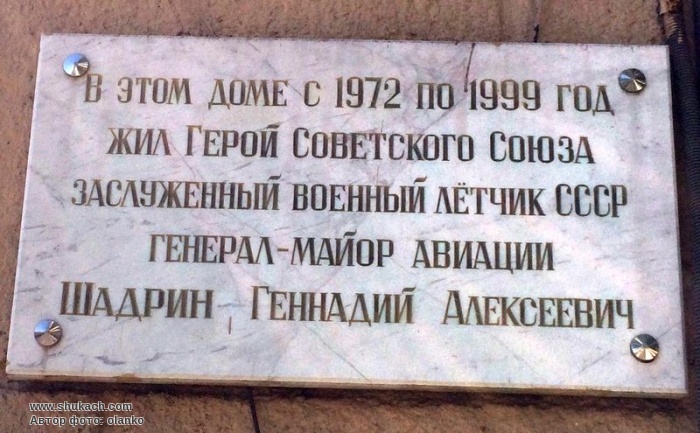 В ЭТОМ ДОМЕ С 1972 ПО 1999 ГОД
ЖИЛ ГЕРОЙ СОВЕТСКОГО СОЮЗА
ЗАСЛУЖЕННЫЙ ВОЕННЫЙ ЛЁТЧИК СССР
ГЕНЕРАЛ-МАЙОР АВИАЦИИ
ШАДРИН ГЕННАДИЙ АЛЕКСЕЕВИЧ
www.shukach.com
Автор фото: olanko